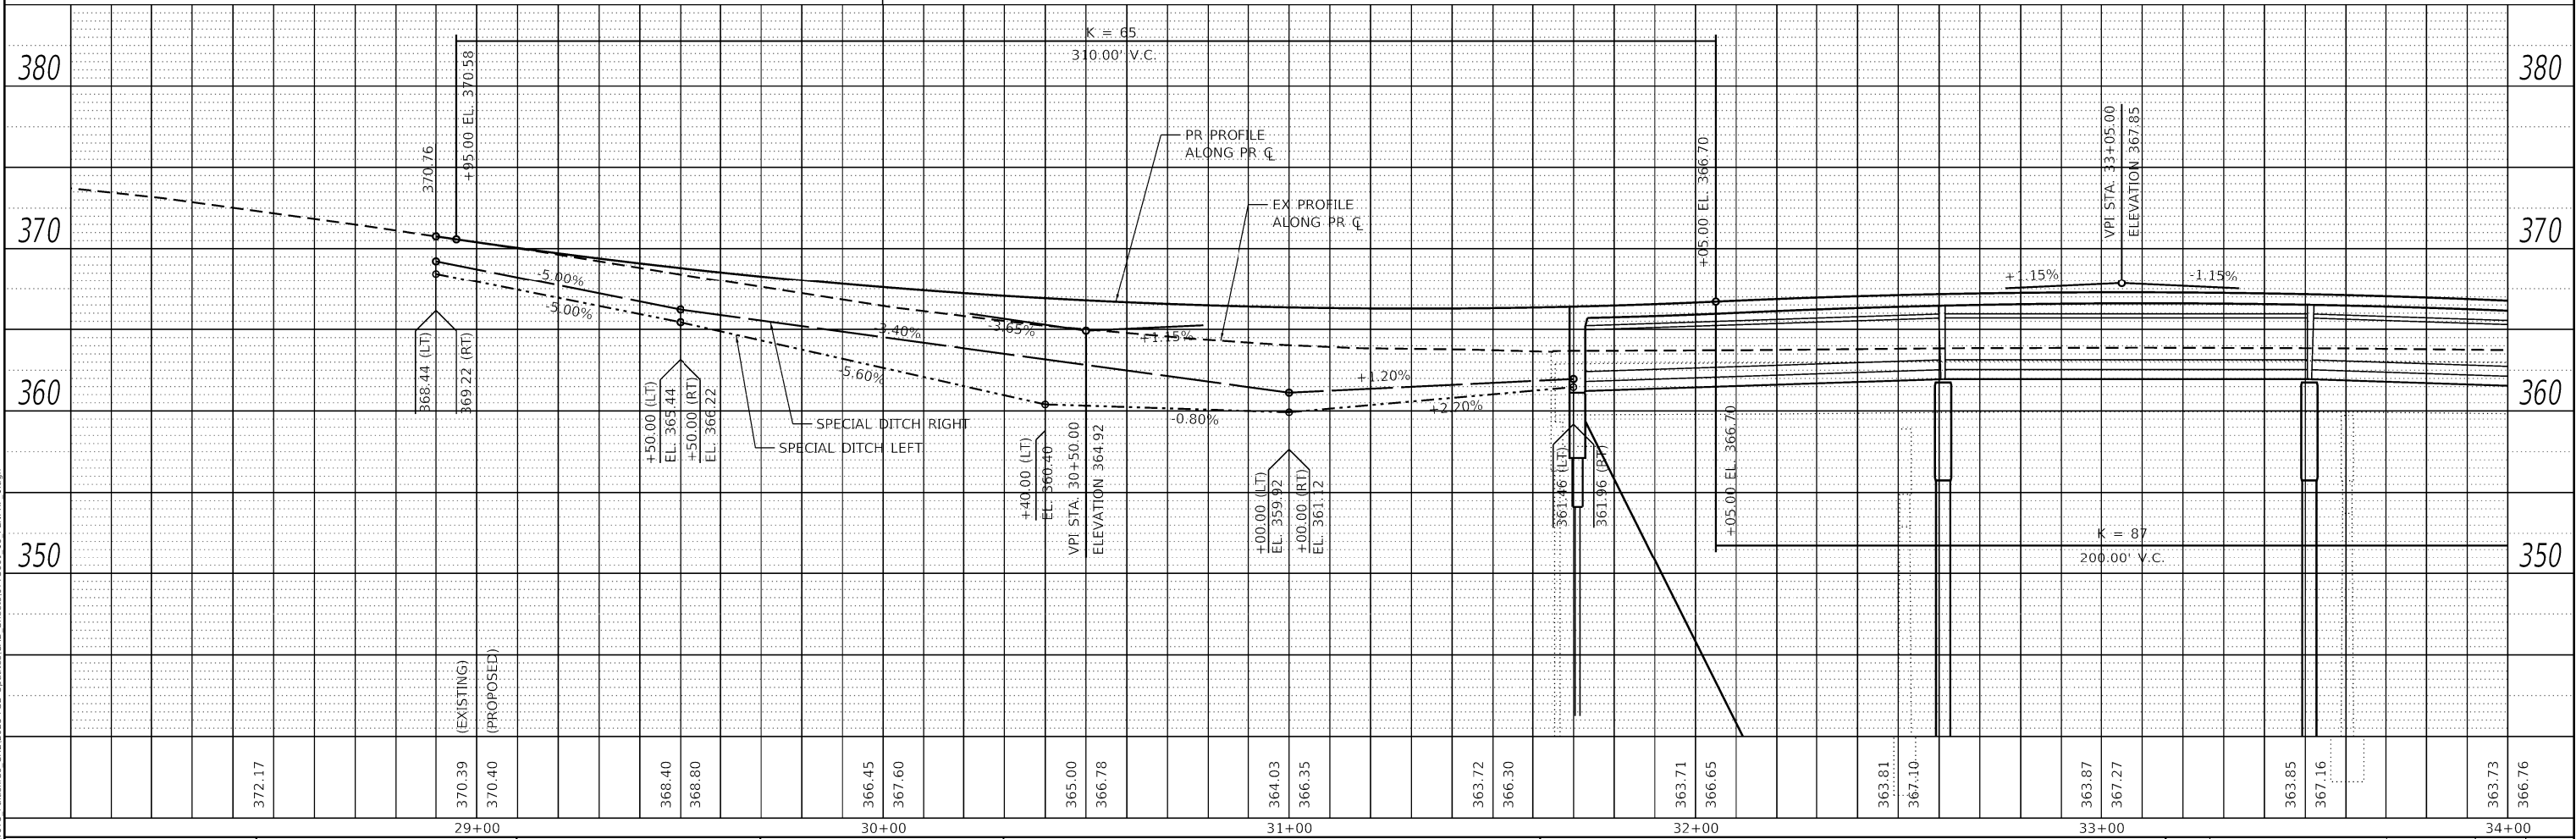 K = 65
310.00' V.C.
380
380
+95.00 EL. 370.58
370.76
PR PROFILE
ALONG PR ℄
EX PROFILE
ALONG PR ℄
+05.00 EL. 366.70
VPI STA. 33+05.00
ELEVATION 367.85
370
370
-5.00%
-5.00%
-3.40%
-3.65%
+1.15%
+1.15%
-1.15%
-5.60%
+1.20%
+2.20%
-0.80%
368.44 (LT)
369.22 (RT)
+50.00 (LT)
EL. 365.44
+50.00 (RT)
EL. 366.22
SPECIAL DITCH RIGHT
SPECIAL DITCH LEFT
360
360
+40.00 (LT)
EL. 360.40
VPI STA. 30+50.00
ELEVATION 364.92
+00.00 (LT)
EL. 359.92
+00.00 (RT)
EL. 361.12
361.46 (LT)
361.96 (RT)
+05.00 EL. 366.70
K = 87
200.00' V.C.
350
350
(EXISTING)
(PROPOSED)
372.17
370.39
370.40
368.40
368.80
366.45
367.60
365.00
366.78
364.03
366.35
363.72
366.30
363.71
366.65
363.81
367.10
363.87
367.27
363.85
367.16
363.73
366.76
29+00
30+00
31+00
32+00
33+00
34+00